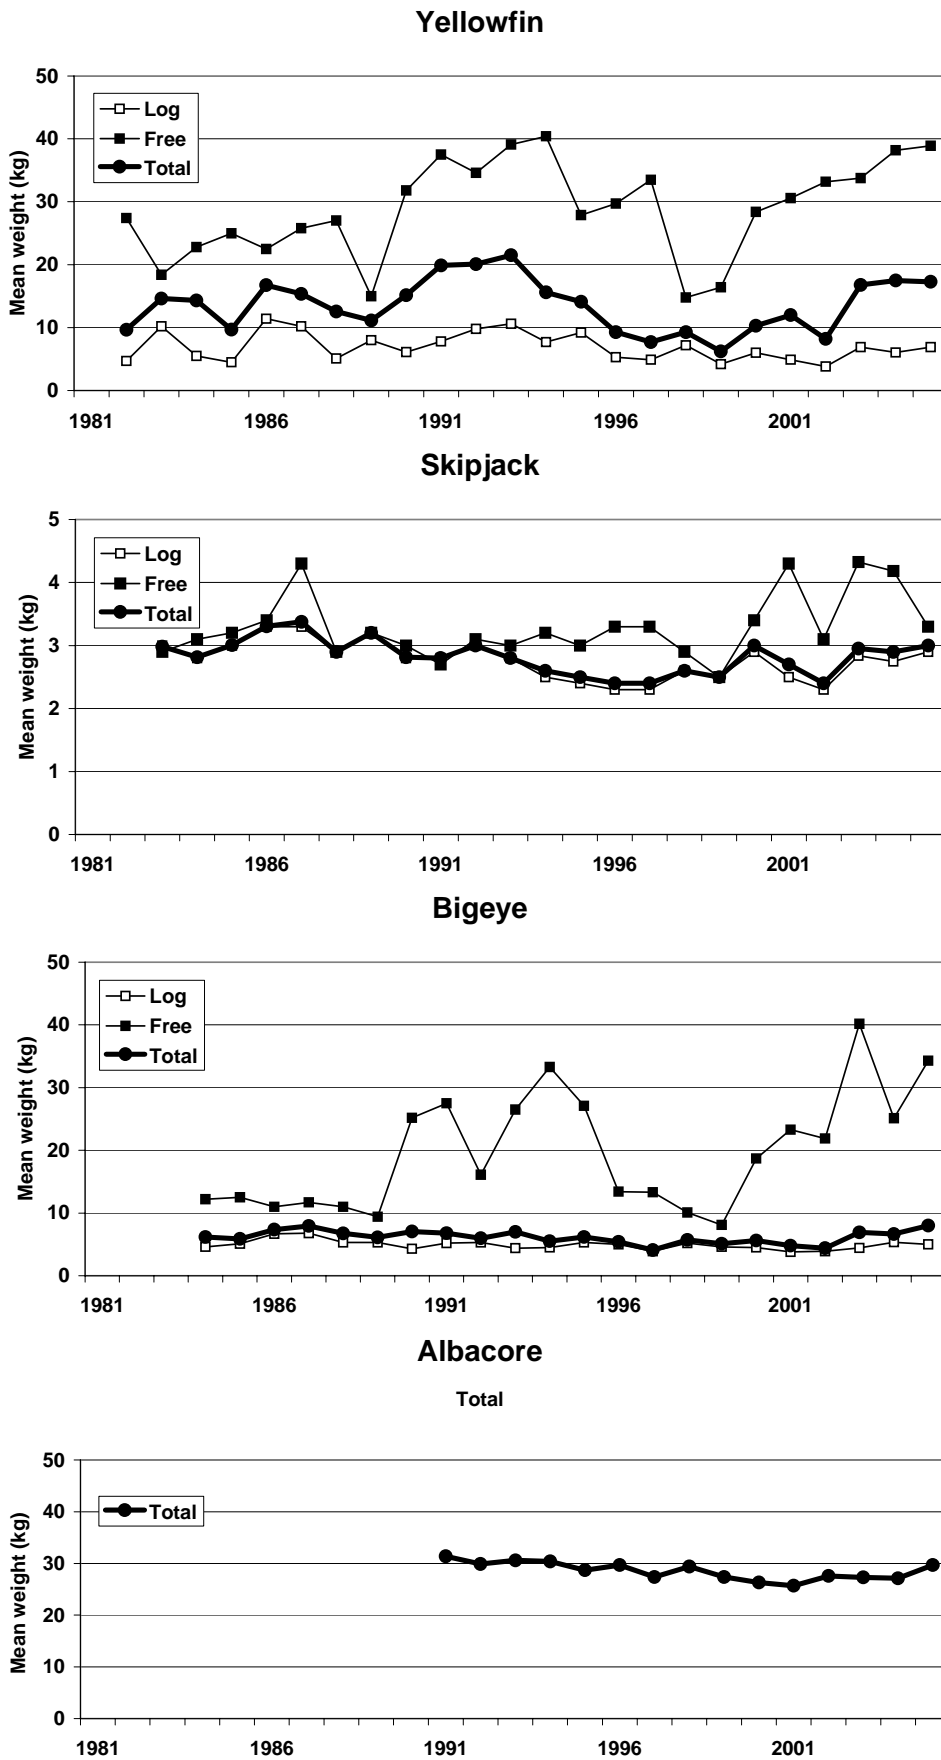 Yellowfin
50
40
30
20
10
0
Mean weight (kg)
Log
Free
Total
1981 1986 1991 1996 2001
Skipjack
5
4
3
2
1
0
Mean weight (kg)
Log
Free
Total
1981 1986 1991 1996 2001
Bigeye
50
40
30
20
10
0
Mean weight (kg)
Log
Free
Total
1981 1986 1991 1996 2001
Albacore
Total
50
40
30
20
10
0
Mean weight (kg)
Total
1981 1986 1991 1996 2001